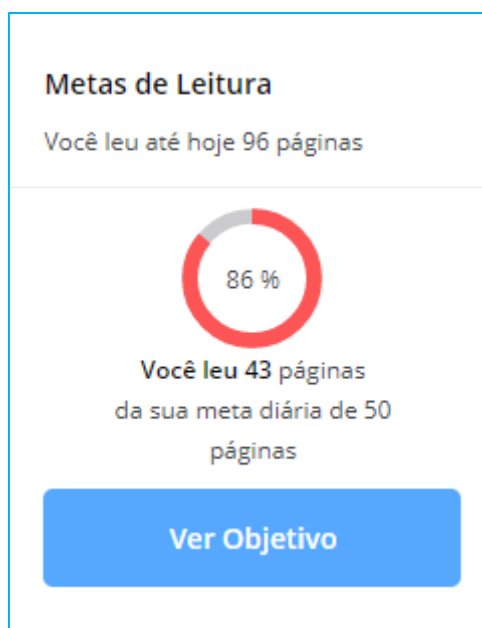 Metas de Leitura
Você leu até hoje 96 páginas
86 %
Você leu 43 páginas
da sua meta diária de 50
páginas
Ver Objetivo